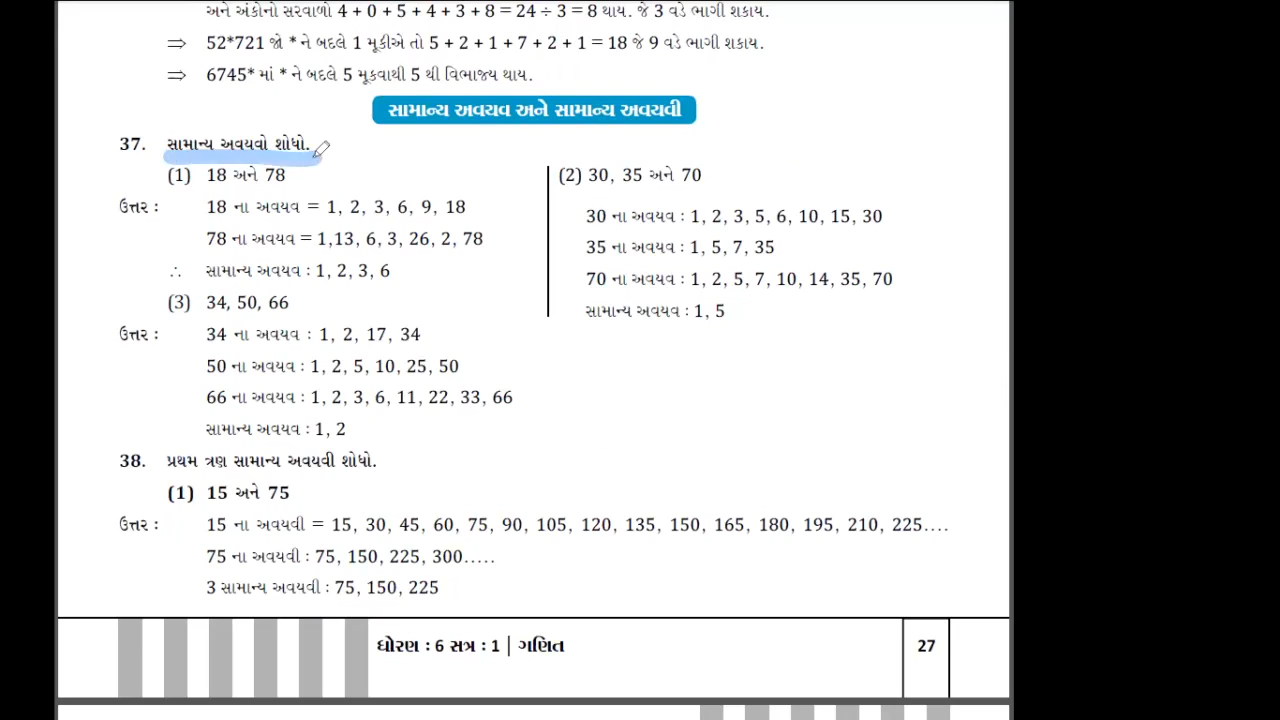 અને અંકોનો સરવાળો 4 + 0 + 5 + 4 + 3 + 8 = 24 ÷ 3 = 8 થાય. જે 3 વડે ભાગી શકાય.
⇒ 52*721 જો * ને બદલે 1 મૂકીએ તો 5 + 2 + 1 + 7 + 2 + 1 = 18 જે 9 વડે ભાગી શકાય.
⇒ 6745* માં * ને બદલે 5 મૂકવાથી 5 થી વિભાજ્ય થાય.
સામાન્ય અવયવ અને સામાન્ય અવયવી
37. સામાન્ય અવયવો શોધો.
(1) 18 અને 78
ઉત્તર : 18 ના અવયવ = 1, 2, 3, 6, 9, 18
78 ના અવયવ = 1,13, 6, 3, 26, 2, 78
∴ સામાન્ય અવયવ : 1, 2, 3, 6
(2) 30, 35 અને 70
30 ના અવયવ : 1, 2, 3, 5, 6, 10, 15, 30
35 ના અવયવ : 1, 5, 7, 35
70 ના અવયવ : 1, 2, 5, 7, 10, 14, 35, 70
સામાન્ય અવયવ : 1, 5
(3) 34, 50, 66
ઉત્તર : 34 ના અવયવ : 1, 2, 17, 34
50 ના અવયવ : 1, 2, 5, 10, 25, 50
66 ના અવયવ : 1, 2, 3, 6, 11, 22, 33, 66
સામાન્ય અવયવ : 1, 2
38. પ્રથમ ત્રણ સામાન્ય અવયવી શોધો.
(1) 15 અને 75
ઉત્તર : 15 ના અવયવી = 15, 30, 45, 60, 75, 90, 105, 120, 135, 150, 165, 180, 195, 210, 225....
75 ના અવયવી : 75, 150, 225, 300.....
3 સામાન્ય અવયવી : 75, 150, 225
ધોરણ : 6 સત્ર : 1 | ગણિત 27